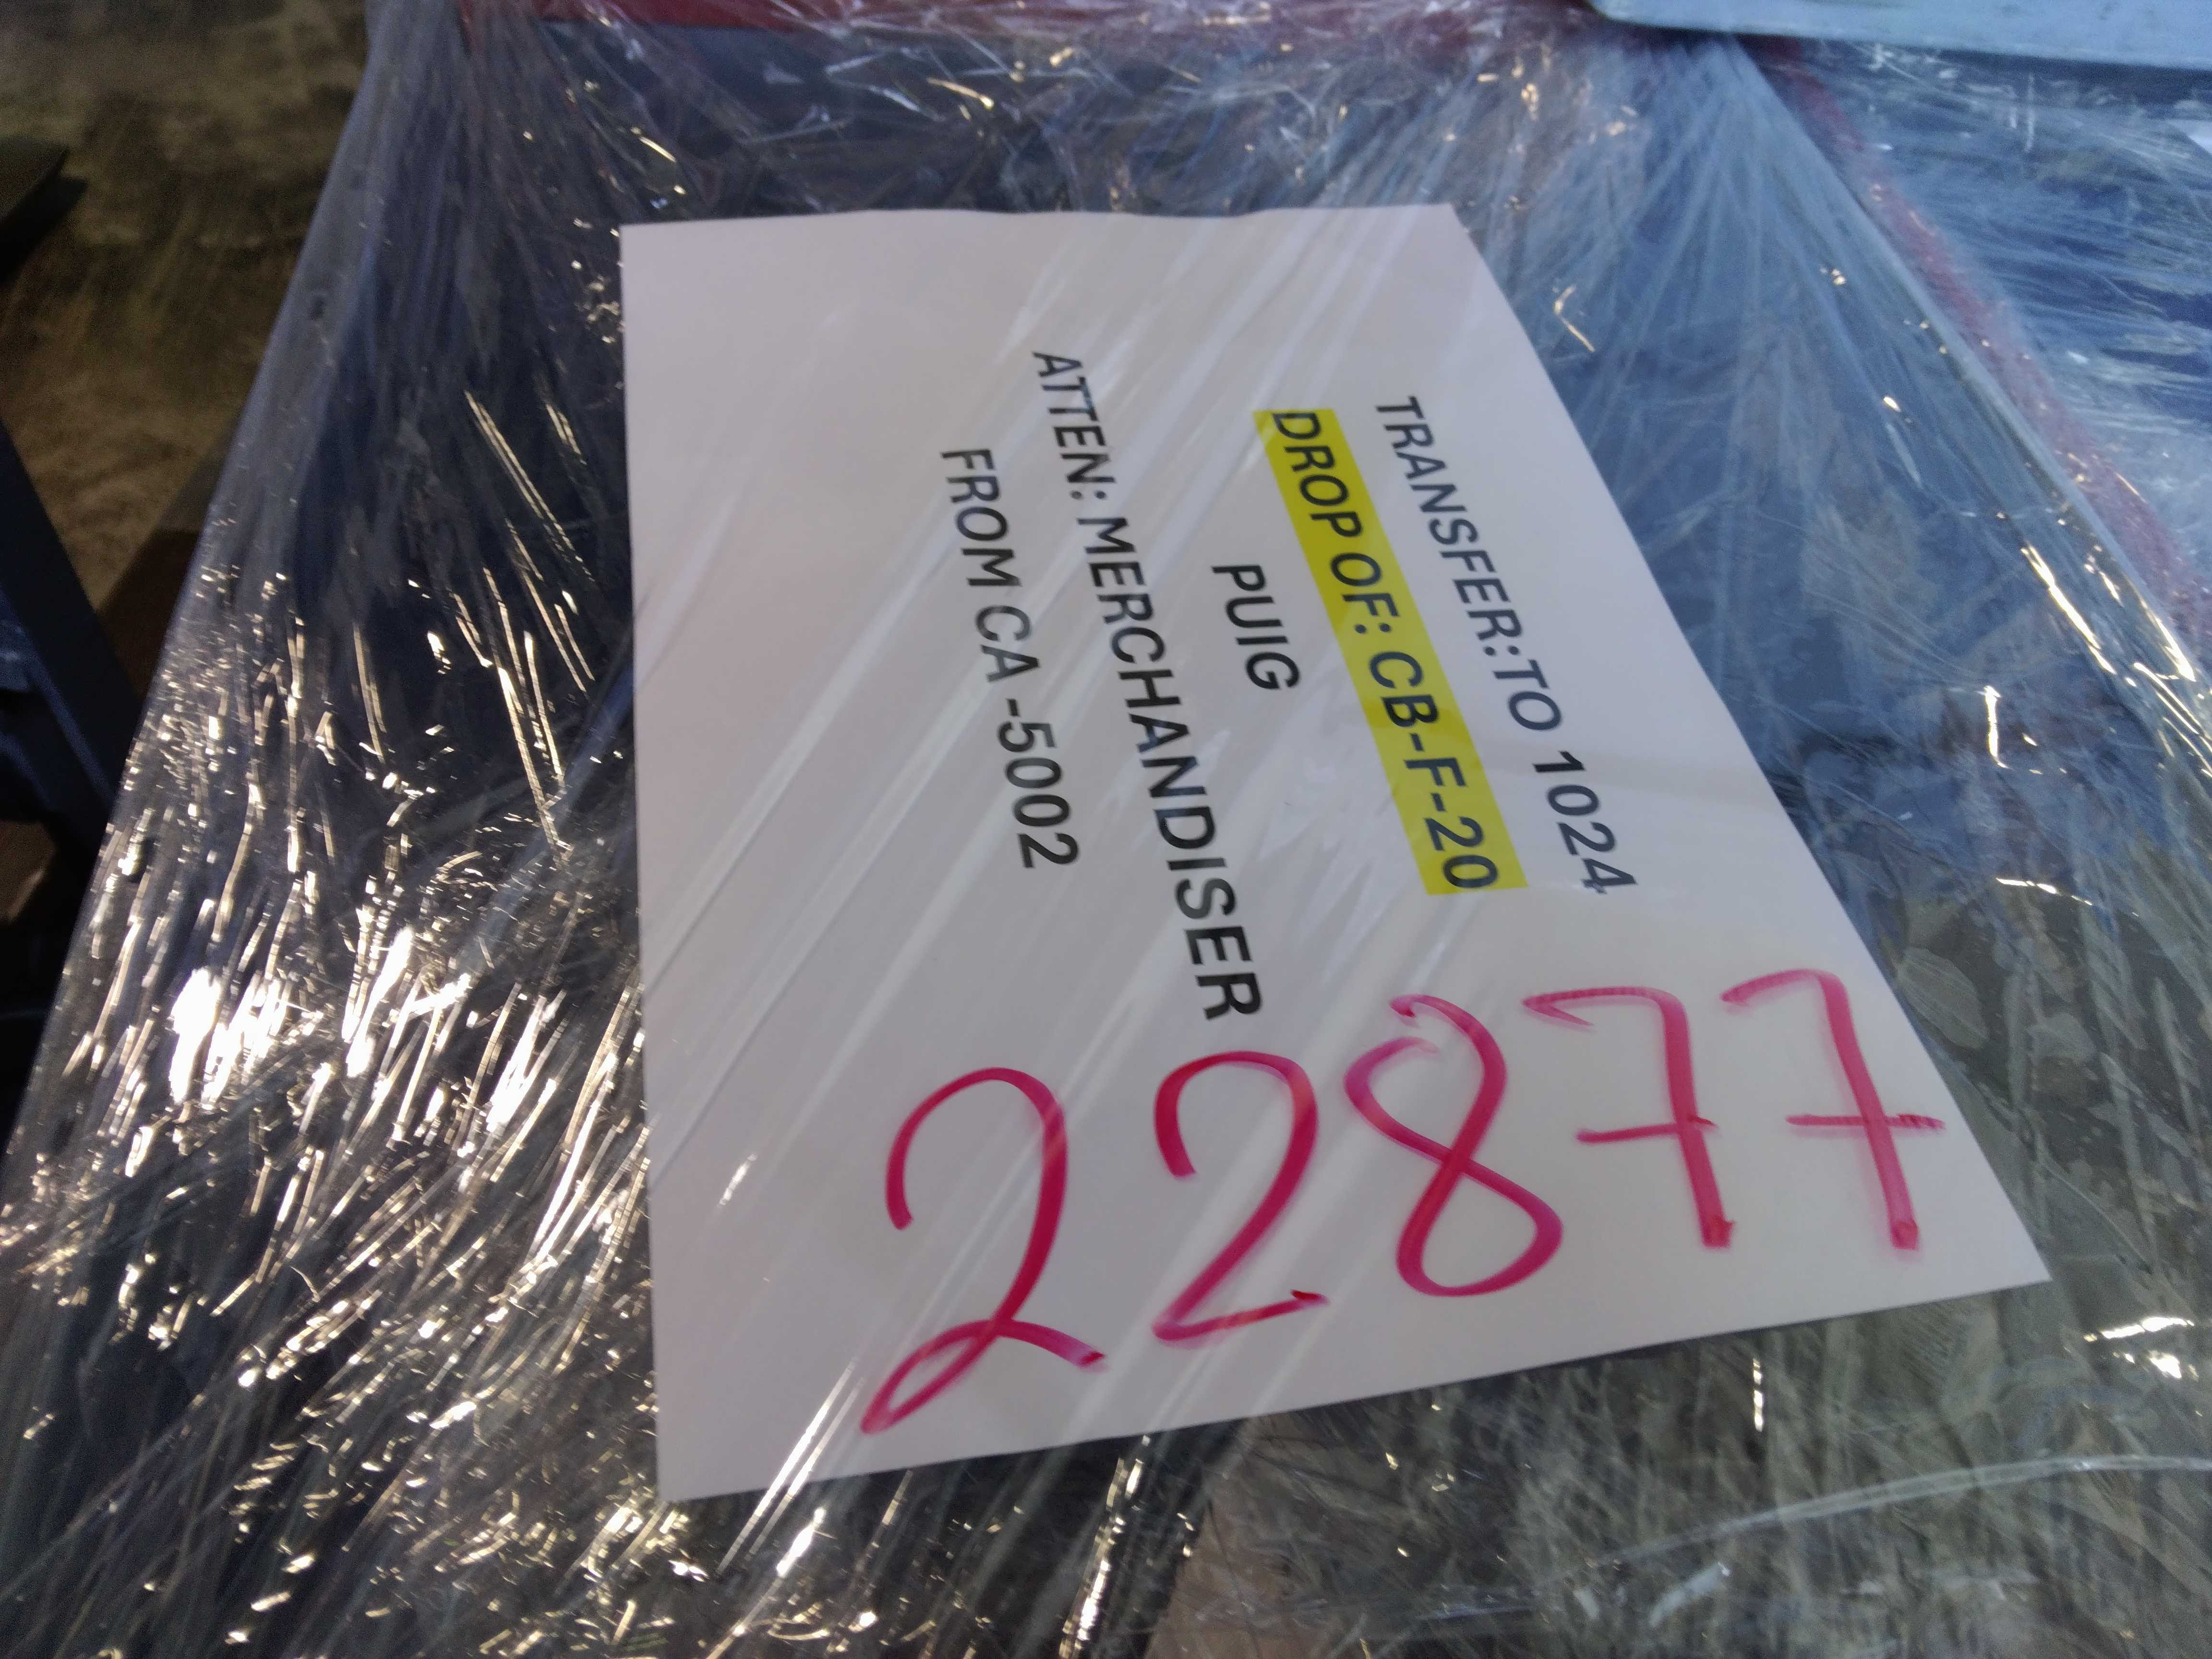 TRANSFER:TO 1024
DROP OF: CB-F-20
PUIG
ATTEN: MERCHANDISER
FROM CA -5002
22877